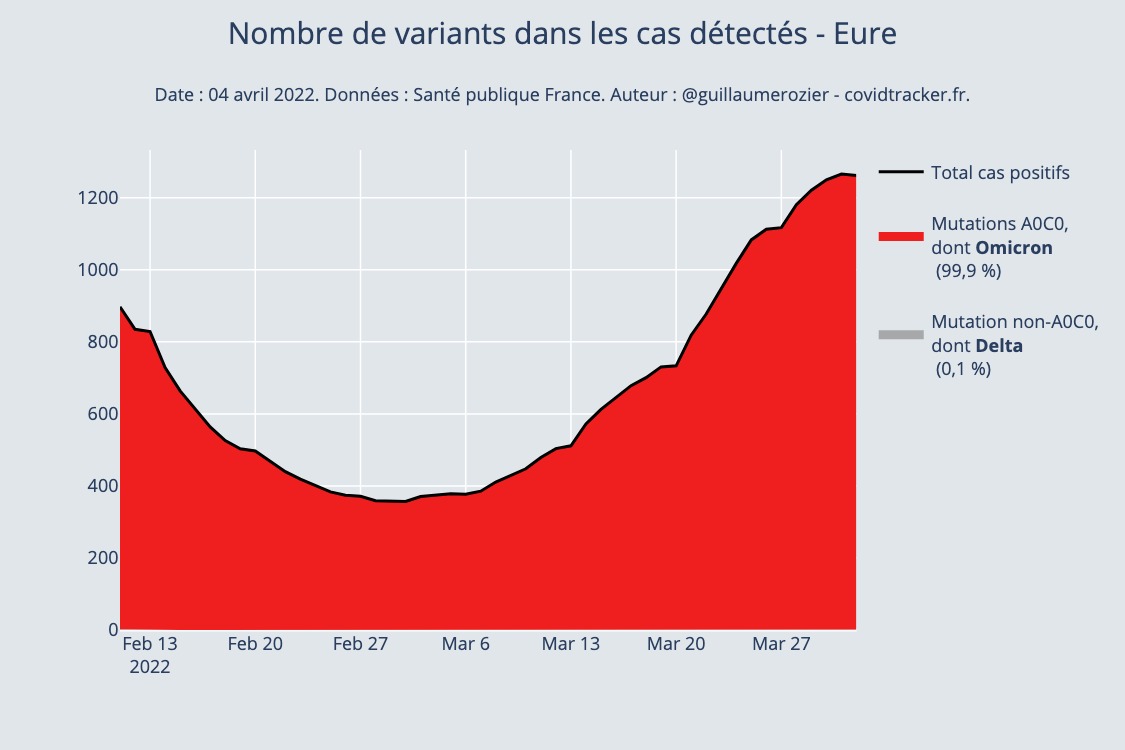 Nombre de variants dans les cas détectés - Eure
Date : 04 avril 2022. Données : Santé publique France. Auteur : @guillaumerozier - covidtracker.fr.
Total cas positifs
Mutations A0C0,
dont Omicron
(99,9 %)
Mutation non-A0C0,
dont Delta
(0,1 %)
1200
1000
800
600
400
200
0
Feb 13 Feb 20 Feb 27 Mar 6 Mar 13 Mar 20 Mar 27
2022